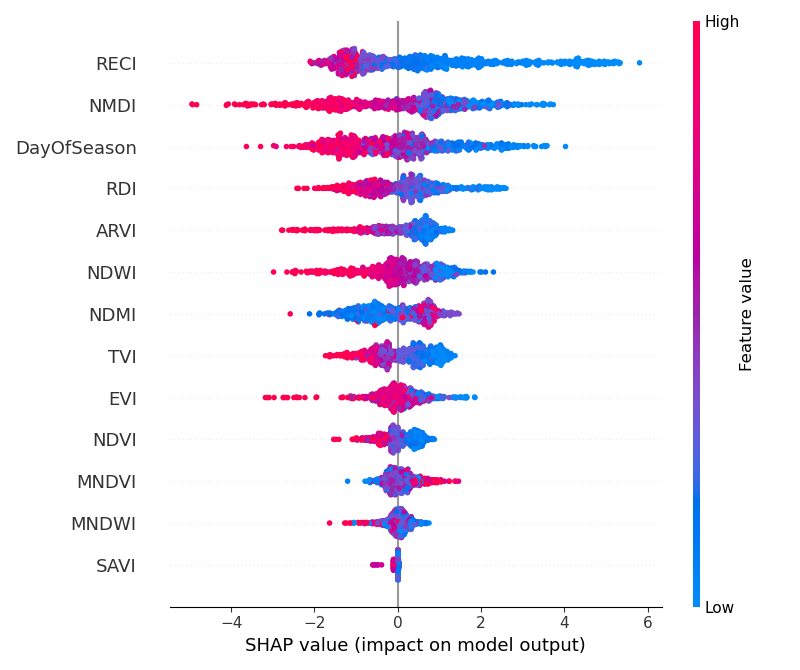 High
RECI
NMDI
DayOfSeason
RDI
ARVI
NDWI
NDMI
TVI
EVI
NDVI
MNDVI
MNDWI
SAVI
Feature value
Low
−4 −2 0 2 4 6
SHAP value (impact on model output)